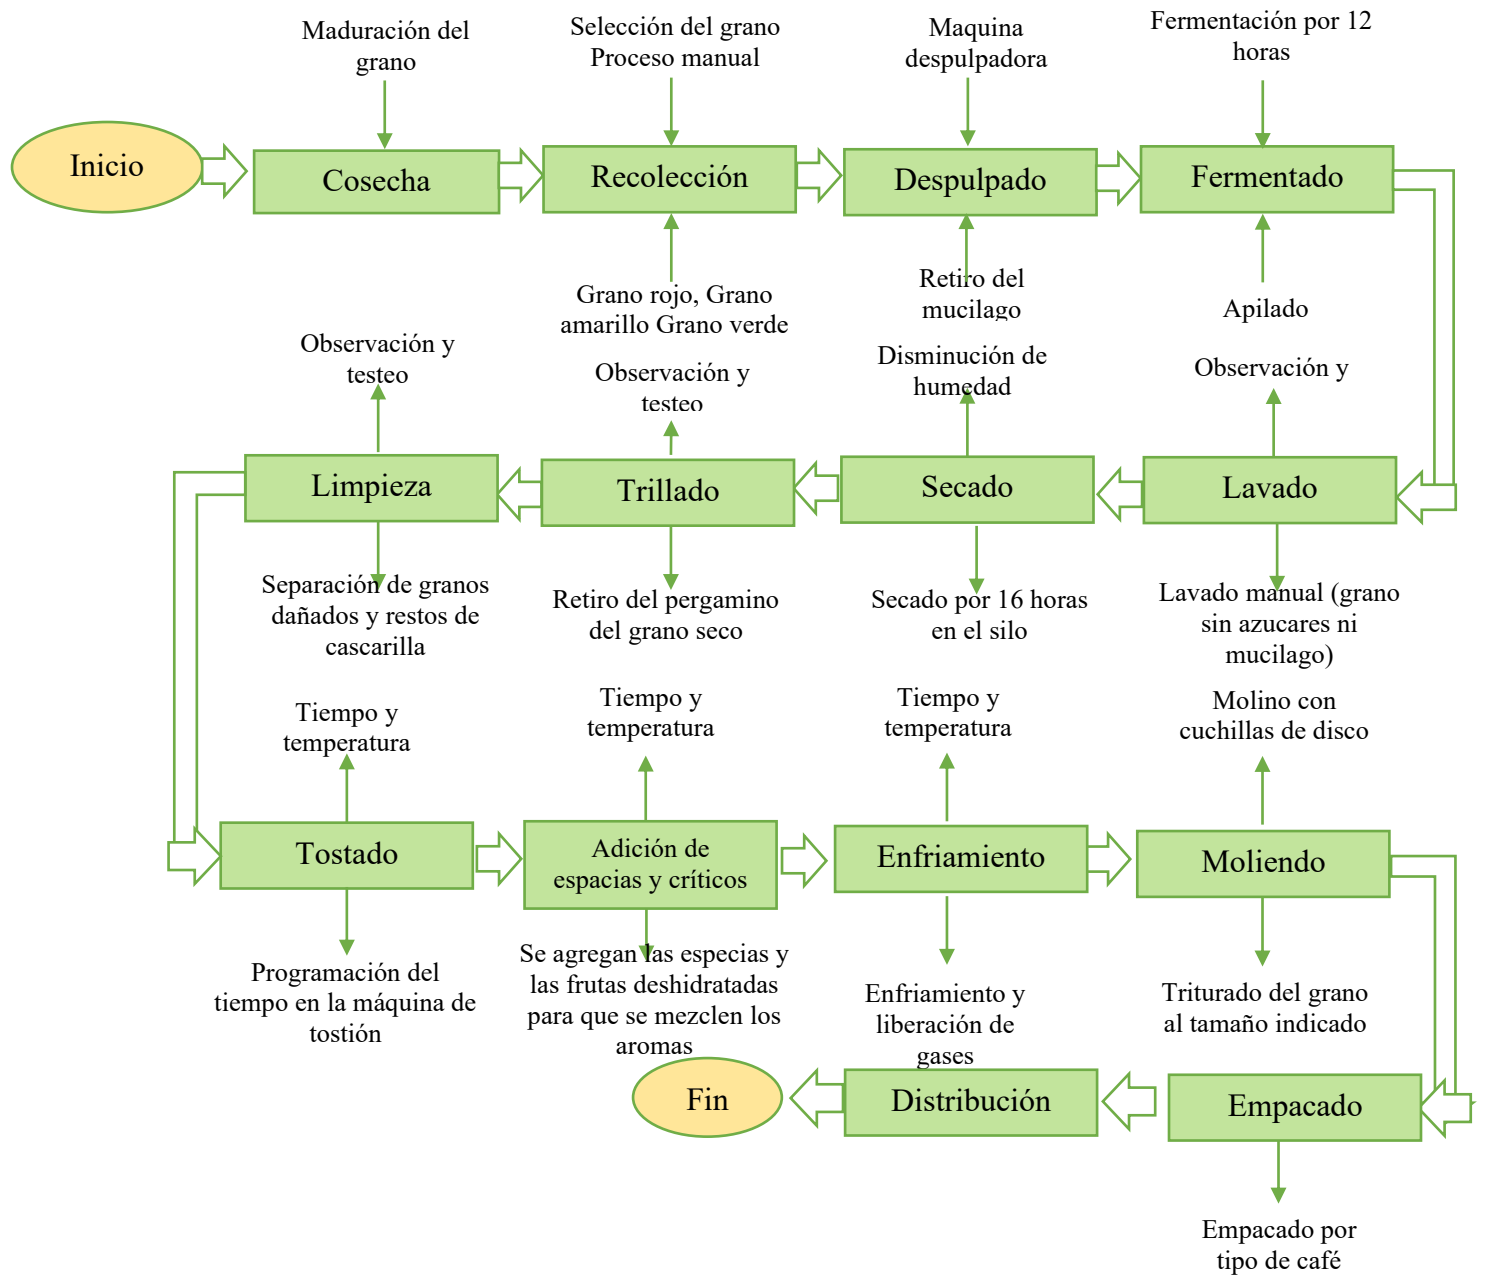 Maduración del
grano
Selección del grano
Proceso manual
Maquina
despulpadora
Fermentación por 12
horas
Inicio
Cosecha
Recolección
Despulpado
Fermentado
Grano rojo, Grano
amarillo Grano verde
Retiro del
mucilago
Apilado
Observación y
testeo
Observación y
testeo
Disminución de
humedad
Observación y
Limpieza
Trillado
Secado
Lavado
Separación de granos
dañados y restos de
cascarilla
Retiro del pergamino
del grano seco
Secado por 16 horas
en el silo
Lavado manual (grano
sin azucares ni
mucilago)
Tiempo y
temperatura
Tiempo y
temperatura
Tiempo y
temperatura
Molino con
cuchillas de disco
Tostado
Adición de
espacias y críticos
Enfriamiento
Moliendo
Programación del
tiempo en la máquina de
tostión
Se agregan las especias y
las frutas deshidratadas
para que se mezclen los
aromas
Enfriamiento y
liberación de
gases
Triturado del grano
al tamaño indicado
Fin
Distribución
Empacado
Empacado por
tipo de café